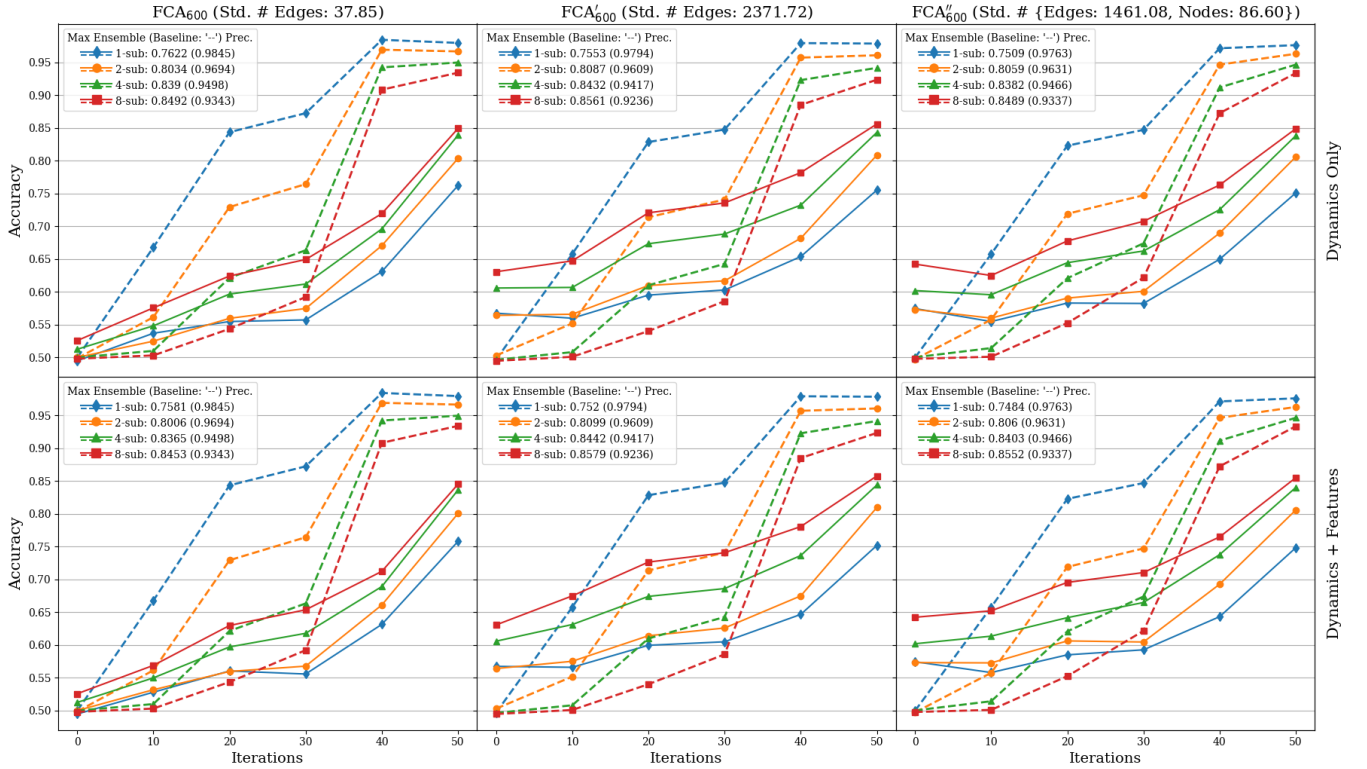 FCA600 (Std. # Edges: 37.85)
FCA′600 (Std. # Edges: 2371.72)
FCA″600 (Std. # {Edges: 1461.08, Nodes: 86.60})
Max Ensemble (Baseline: '--') Prec.
1-sub: 0.7622 (0.9845)
2-sub: 0.8034 (0.9694)
4-sub: 0.839 (0.9498)
8-sub: 0.8492 (0.9343)
Max Ensemble (Baseline: '--') Prec.
1-sub: 0.7553 (0.9794)
2-sub: 0.8087 (0.9609)
4-sub: 0.8432 (0.9417)
8-sub: 0.8561 (0.9236)
Max Ensemble (Baseline: '--') Prec.
1-sub: 0.7509 (0.9763)
2-sub: 0.8059 (0.9631)
4-sub: 0.8382 (0.9466)
8-sub: 0.8489 (0.9337)
0.95
0.90
0.85
0.80
0.75
0.70
0.65
0.60
0.55
0.50
Accuracy
Dynamics Only
Max Ensemble (Baseline: '--') Prec.
1-sub: 0.7581 (0.9845)
2-sub: 0.8006 (0.9694)
4-sub: 0.8365 (0.9498)
8-sub: 0.8453 (0.9343)
Max Ensemble (Baseline: '--') Prec.
1-sub: 0.752 (0.9794)
2-sub: 0.8099 (0.9609)
4-sub: 0.8442 (0.9417)
8-sub: 0.8579 (0.9236)
Max Ensemble (Baseline: '--') Prec.
1-sub: 0.7484 (0.9763)
2-sub: 0.806 (0.9631)
4-sub: 0.8403 (0.9466)
8-sub: 0.8552 (0.9337)
0.95
0.90
0.85
0.80
0.75
0.70
0.65
0.60
0.55
0.50
Accuracy
Dynamics + Features
0 10 20 30 40 50
0 10 20 30 40 50
0 10 20 30 40 50
Iterations
Iterations
Iterations